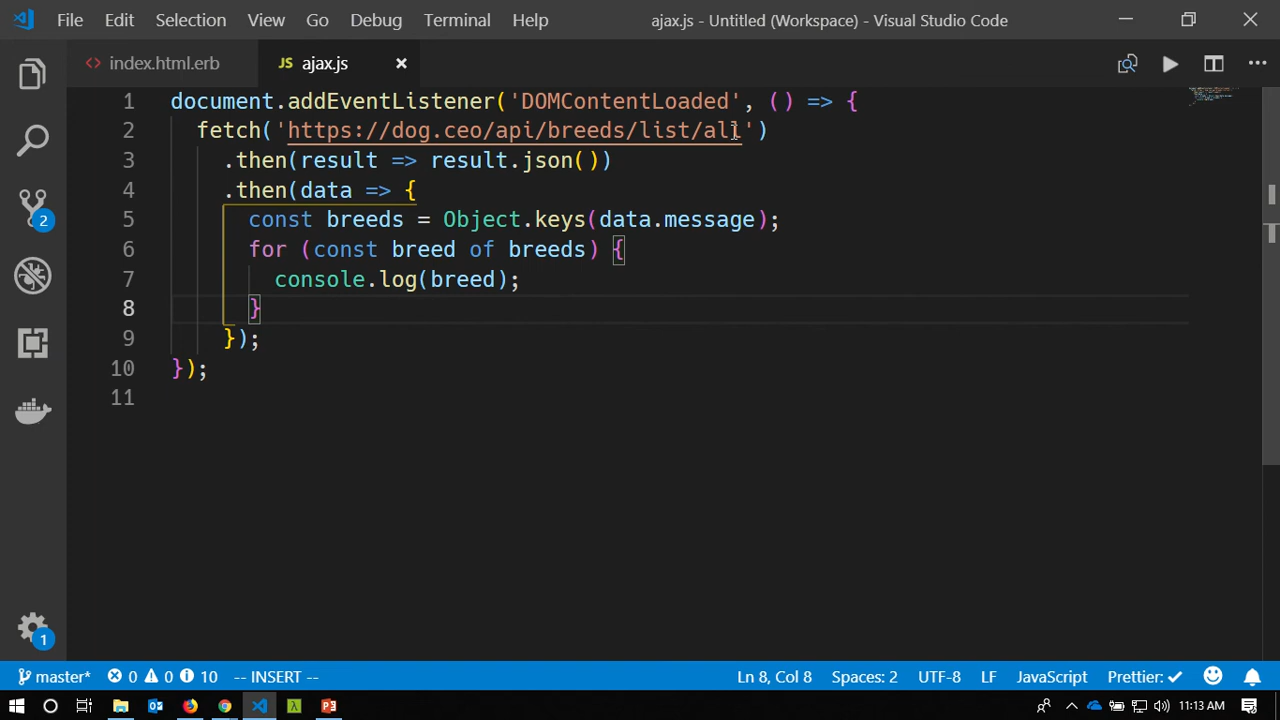 File Edit Selection View Go Debug Terminal Help ajax.js - Untitled (Workspace) - Visual Studio Code
<> index.html.erb JS ajax.js
1 document.addEventListener('DOMContentLoaded', () => {
2 fetch('https://dog.ceo/api/breeds/list/all')
3 .then(result => result.json())
4 .then(data => {
5 const breeds = Object.keys(data.message);
6 for (const breed of breeds) {
7 console.log(breed);
8 }
9 });
10 });
11
2
1
master* 0 0 10 -- INSERT -- Ln 8, Col 8 Spaces: 2 UTF-8 LF JavaScript Prettier: ✓
11:13 AM